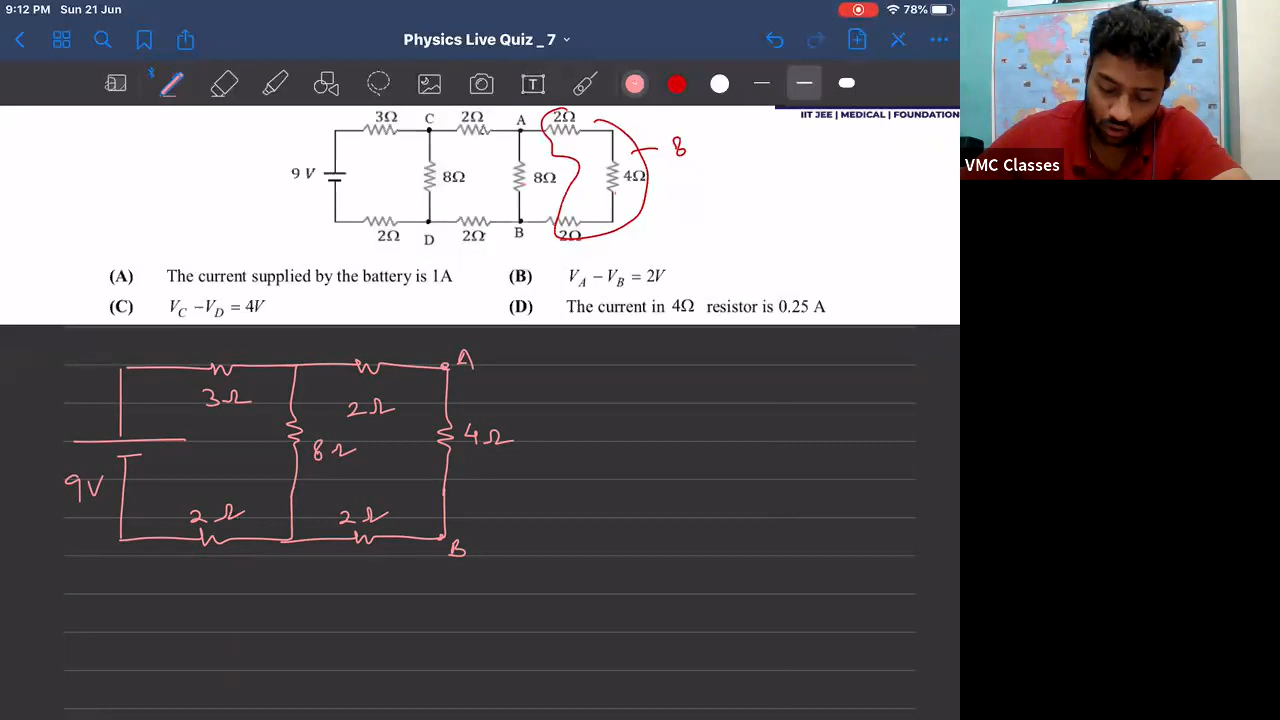 9:12 PM Sun 21 Jun
78%
Physics Live Quiz _ 7
T
IIT JEE | MEDICAL | FOUNDATION
VMC Classes
3Ω C 2Ω A 2Ω
8
9 V 8Ω 8Ω 4Ω
2Ω D 2Ω B 2Ω
(A) The current supplied by the battery is 1A (B) V_A − V_B = 2V
(C) V_C − V_D = 4V (D) The current in 4Ω resistor is 0.25 A
A
3Ω 2Ω
8Ω 4Ω
9V
2Ω 2Ω
B